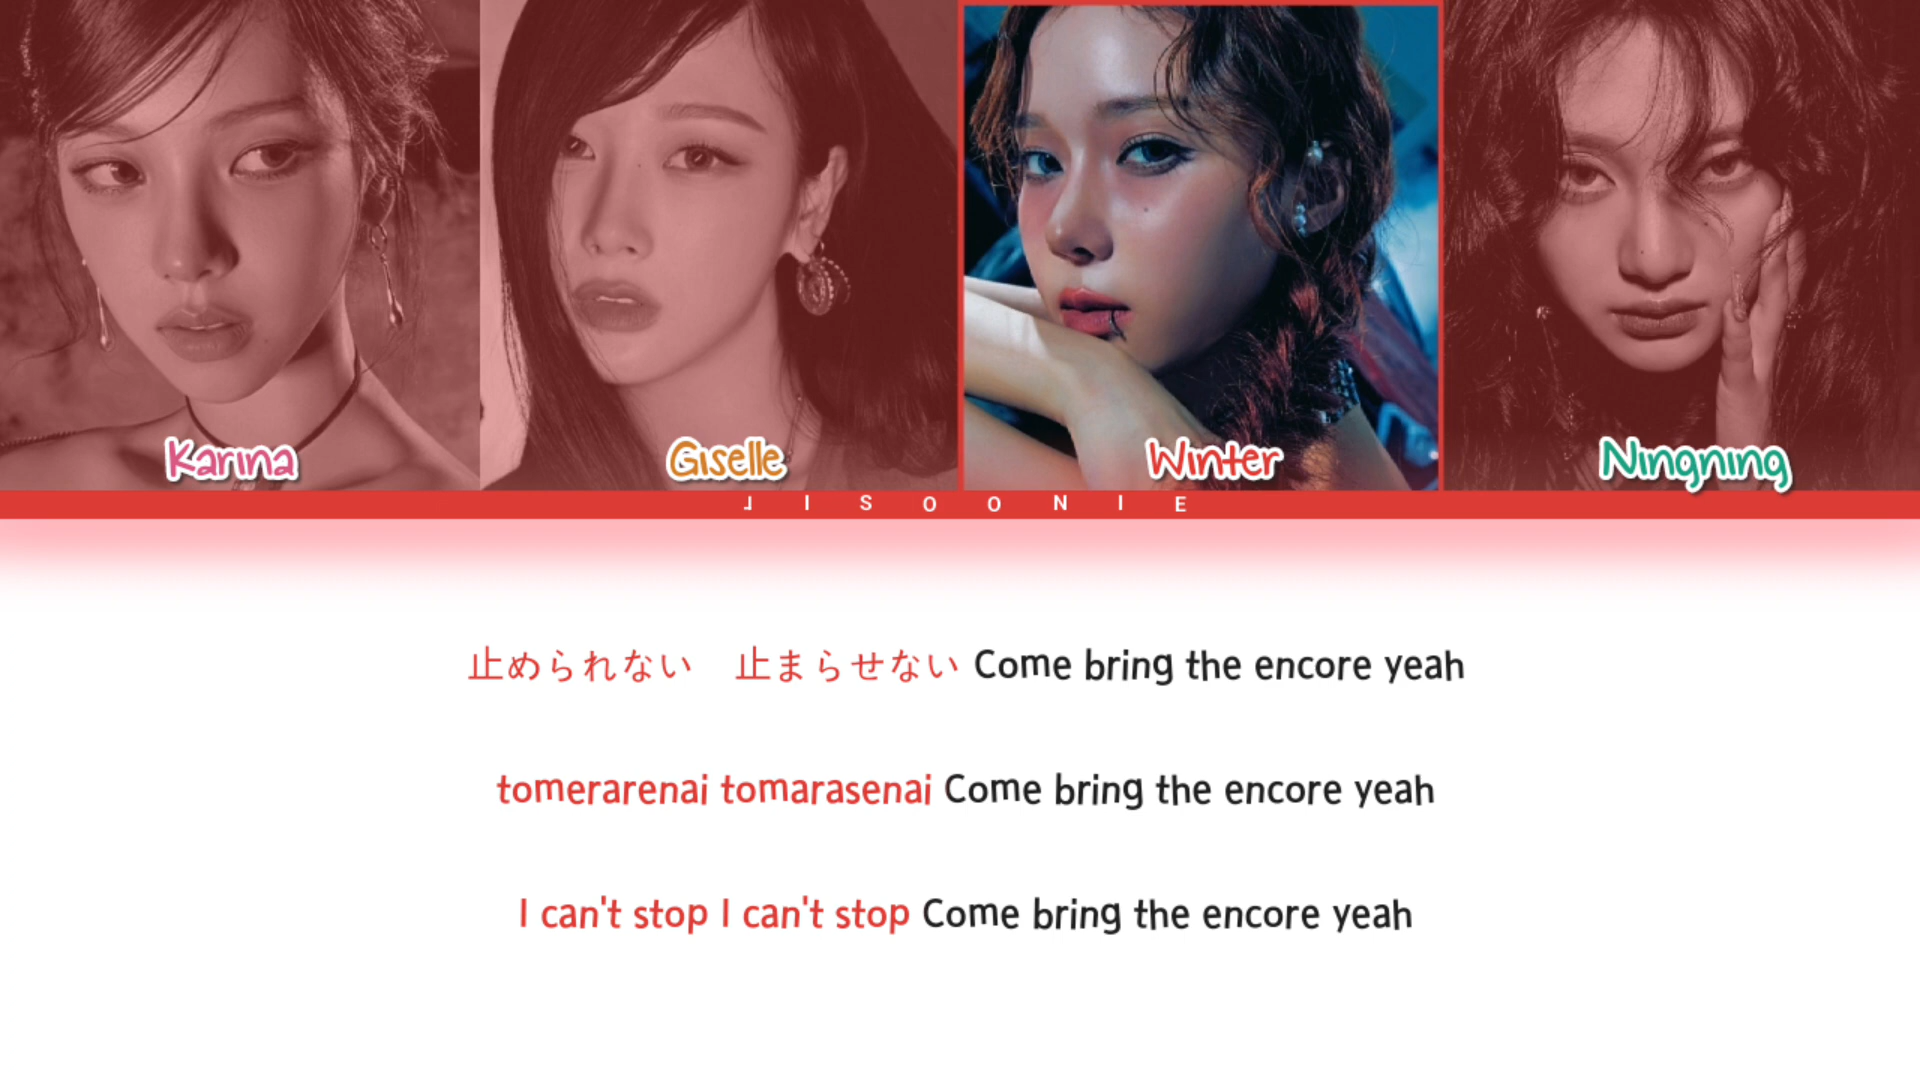 Karina
Giselle
Winter
Ningning
JISOONIE
止められない　止まらせない Come bring the encore yeah
tomerarenai tomarasenai Come bring the encore yeah
I can't stop I can't stop Come bring the encore yeah